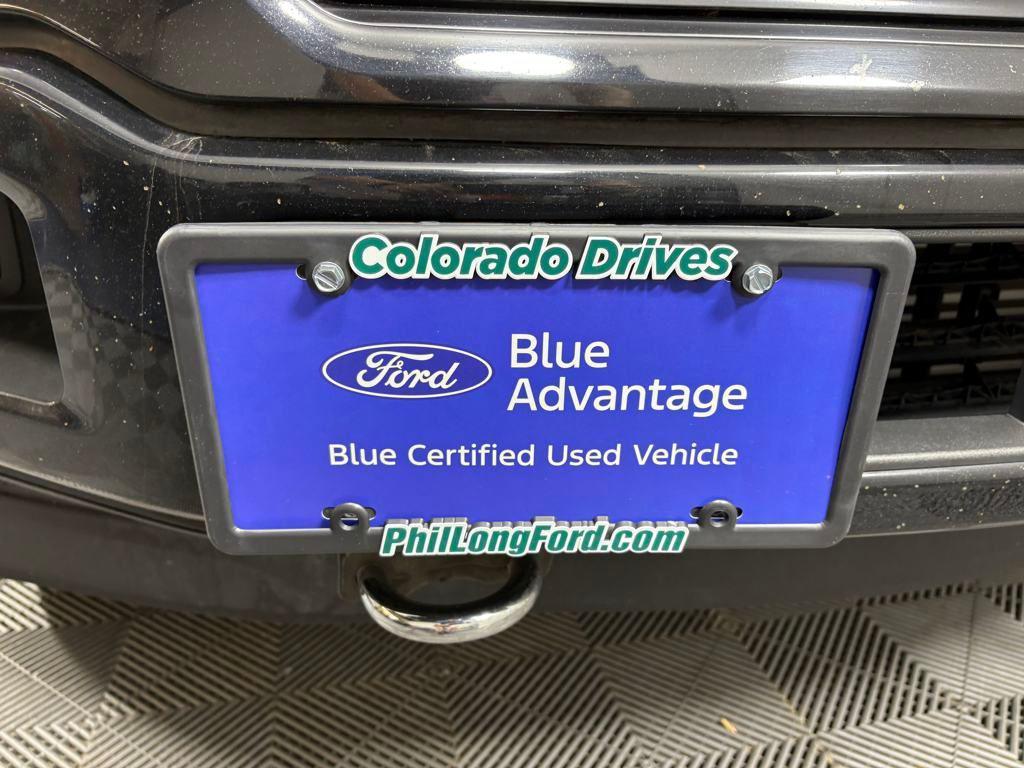 Colorado Drives
Ford
Blue
Advantage
Blue Certified Used Vehicle
PhilLongFord.com